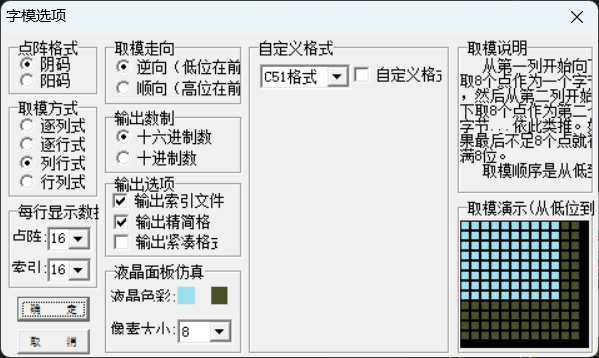 字模选项
点阵格式
阴码
阳码
取模方式
逐列式
逐行式
列行式
行列式
每行显示数据
点阵: 16
索引: 16
确 定
取 消
取模走向
逆向（低位在前
顺向（高位在前
输出数制
十六进制数
十进制数
输出选项
输出索引文件
输出精简格
输出紧凑格式
液晶面板仿真
液晶色彩:
像素大小: 8
自定义格式
C51格式
自定义格式
取模说明
从第一列开始向下
取8个点作为一个字节
，然后从第二列开始
下取8个点作为第二个
字节...依此类推。如
果最后不足8个点就补
满8位。
取模顺序是从低到
取模演示(从低位到